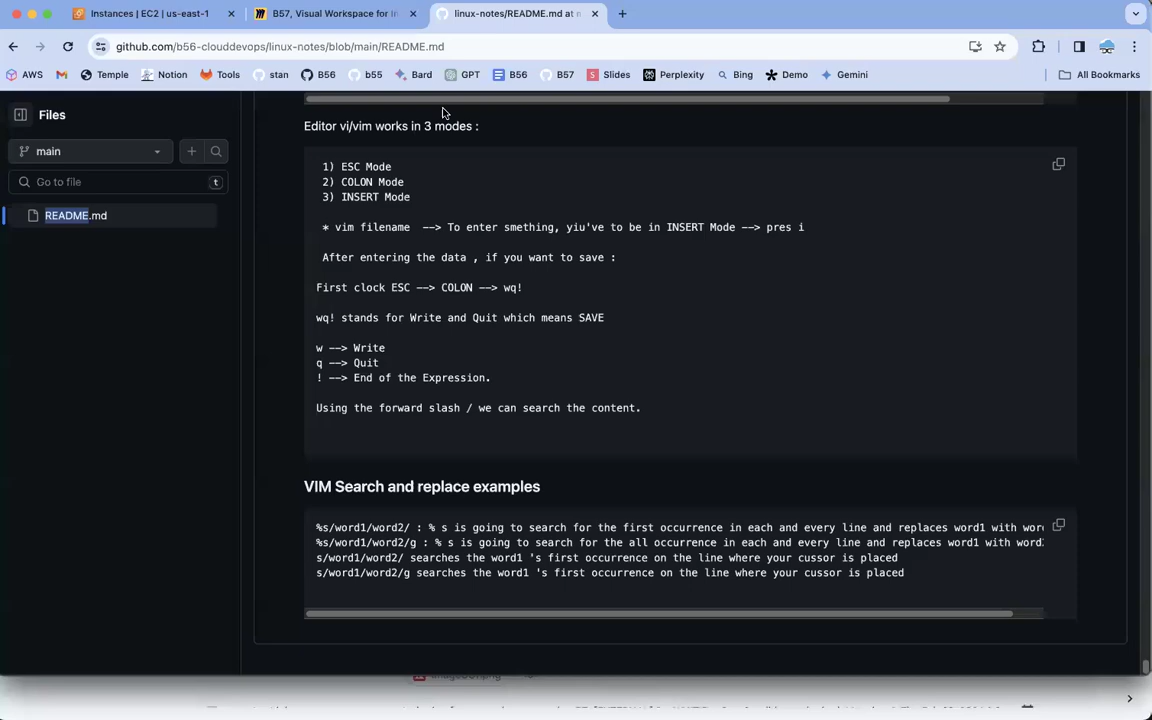 Instances | EC2 | us-east-1
B57, Visual Workspace for In
linux-notes/README.md at m
github.com/b56-clouddevops/linux-notes/blob/main/README.md
AWS Temple Notion Tools stan B56 b55 Bard GPT B56 B57 Slides Perplexity Bing Demo Gemini All Bookmarks
Files
main
Go to file t
README.md
Editor vi/vim works in 3 modes :
1) ESC Mode
2) COLON Mode
3) INSERT Mode
* vim filename --> To enter smething, yiu've to be in INSERT Mode --> pres i
After entering the data , if you want to save :
First clock ESC --> COLON --> wq!
wq! stands for Write and Quit which means SAVE
w --> Write
q --> Quit
! --> End of the Expression.
Using the forward slash / we can search the content.
VIM Search and replace examples
%s/word1/word2/ : % s is going to search for the first occurrence in each and every line and replaces word1 with word
%s/word1/word2/g : % s is going to search for the all occurrence in each and every line and replaces word1 with word2
s/word1/word2/ searches the word1 's first occurrence on the line where your cussor is placed
s/word1/word2/g searches the word1 's first occurrence on the line where your cussor is placed